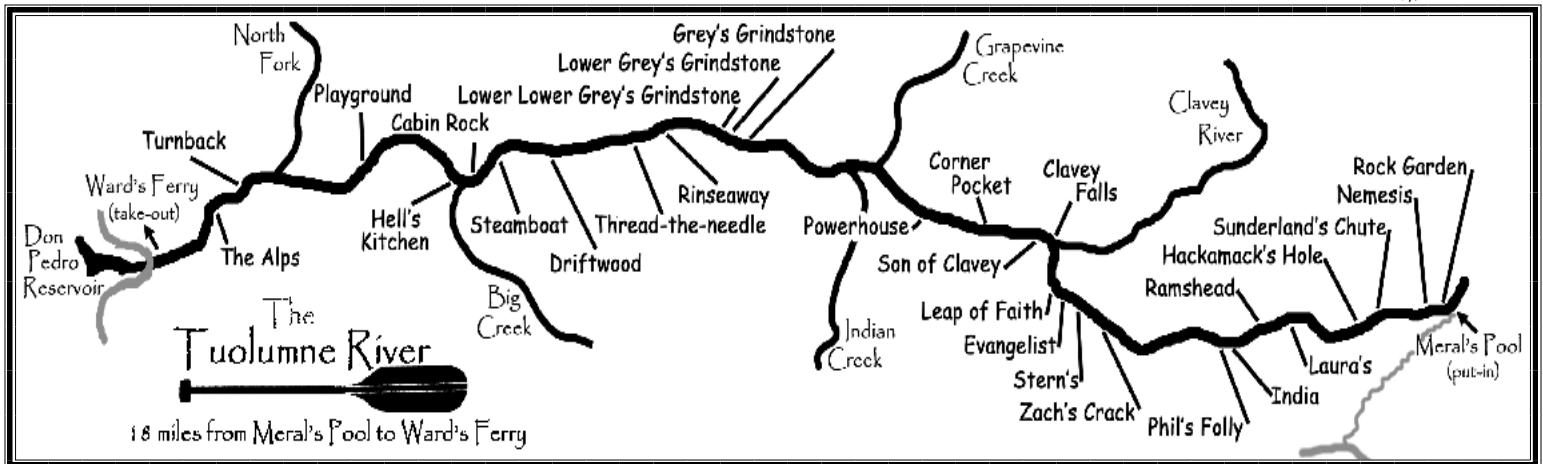 North
Fork
Grey's Grindstone
Lower Grey's Grindstone
Lower Lower Grey's Grindstone
Grapevine
Creek
Playground
Cabin Rock
Clavey
River
Turnback
Ward's Ferry
(take-out)
Don
Pedro
Reservoir
The Alps
Hell's
Kitchen
Steamboat
Driftwood
Thread-the-needle
Rinseaway
Powerhouse
Corner
Pocket
Clavey
Falls
Son of Clavey
Rock Garden
Nemesis
Sunderland's Chute
Hackamack's Hole
Ramshead
Leap of Faith
Evangelist
Stern's
Zach's Crack
Phil's Folly
India
Laura's
Meral's Pool
(put-in)
Big
Creek
Indian
Creek
The
Tuolumne River
18 miles from Meral's Pool to Ward's Ferry